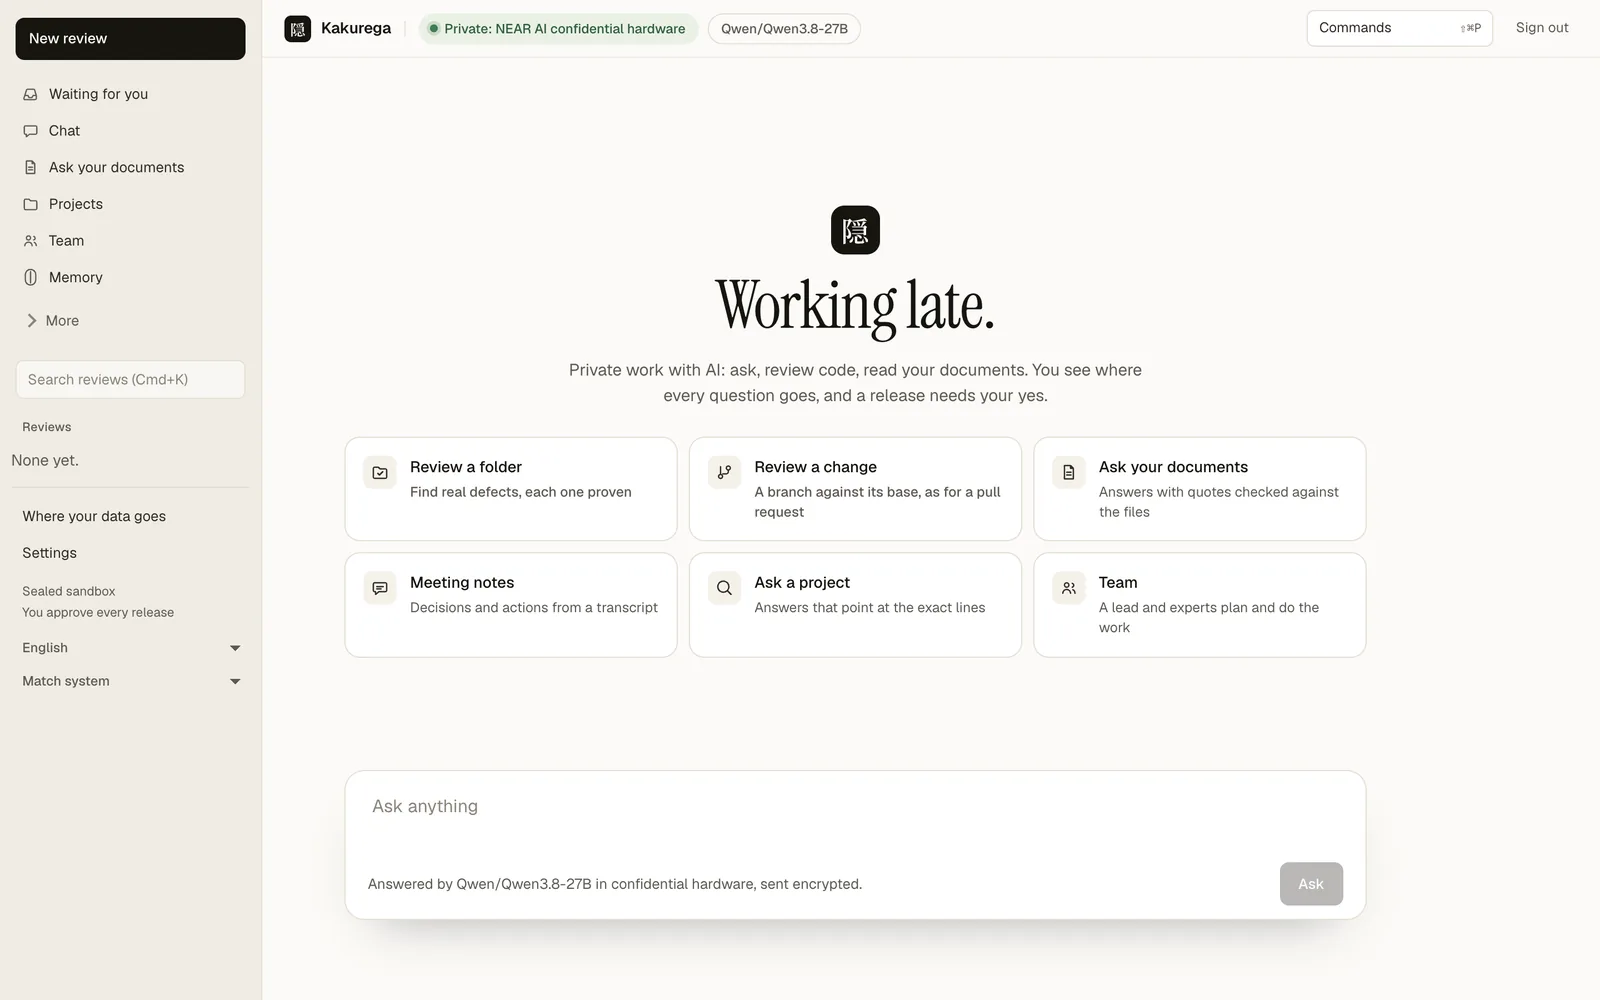 New review
Waiting for you
Chat
Ask your documents
Projects
Team
Memory
More
Search reviews (Cmd+K)
Reviews
None yet.
Where your data goes
Settings
Sealed sandbox
You approve every release
English
Match system
隠 Kakurega
Private: NEAR AI confidential hardware
Qwen/Qwen3.8-27B
Commands ⇧⌘P
Sign out
隠
Working late.
Private work with AI: ask, review code, read your documents. You see where
every question goes, and a release needs your yes.
Review a folder
Find real defects, each one proven
Review a change
A branch against its base, as for a pull
request
Ask your documents
Answers with quotes checked against
the files
Meeting notes
Decisions and actions from a transcript
Ask a project
Answers that point at the exact lines
Team
A lead and experts plan and do the
work
Ask anything
Answered by Qwen/Qwen3.8-27B in confidential hardware, sent encrypted.
Ask